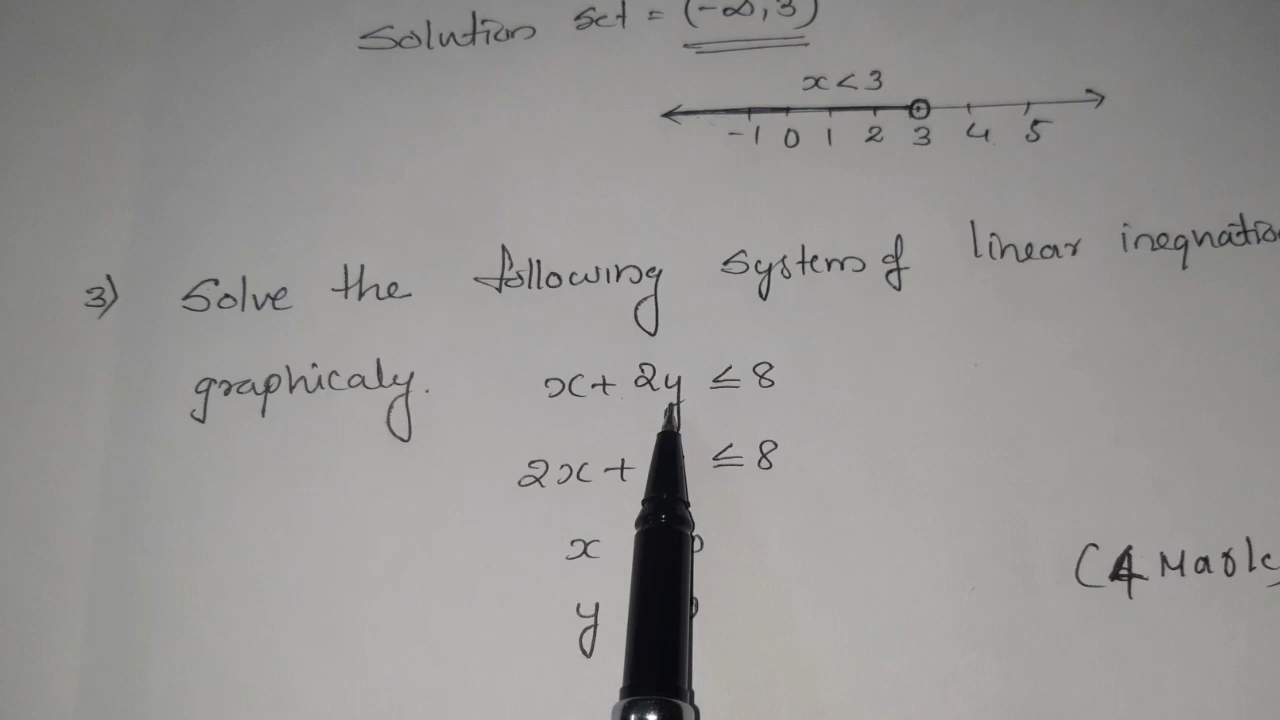 Solution set = (-∞, 3)
x < 3
-1 0 1 2 3 4 5
3) Solve the following system of linear inequatio
graphicaly. x + 2y ≤ 8
2x + ≤ 8
x
y
(4 Marks